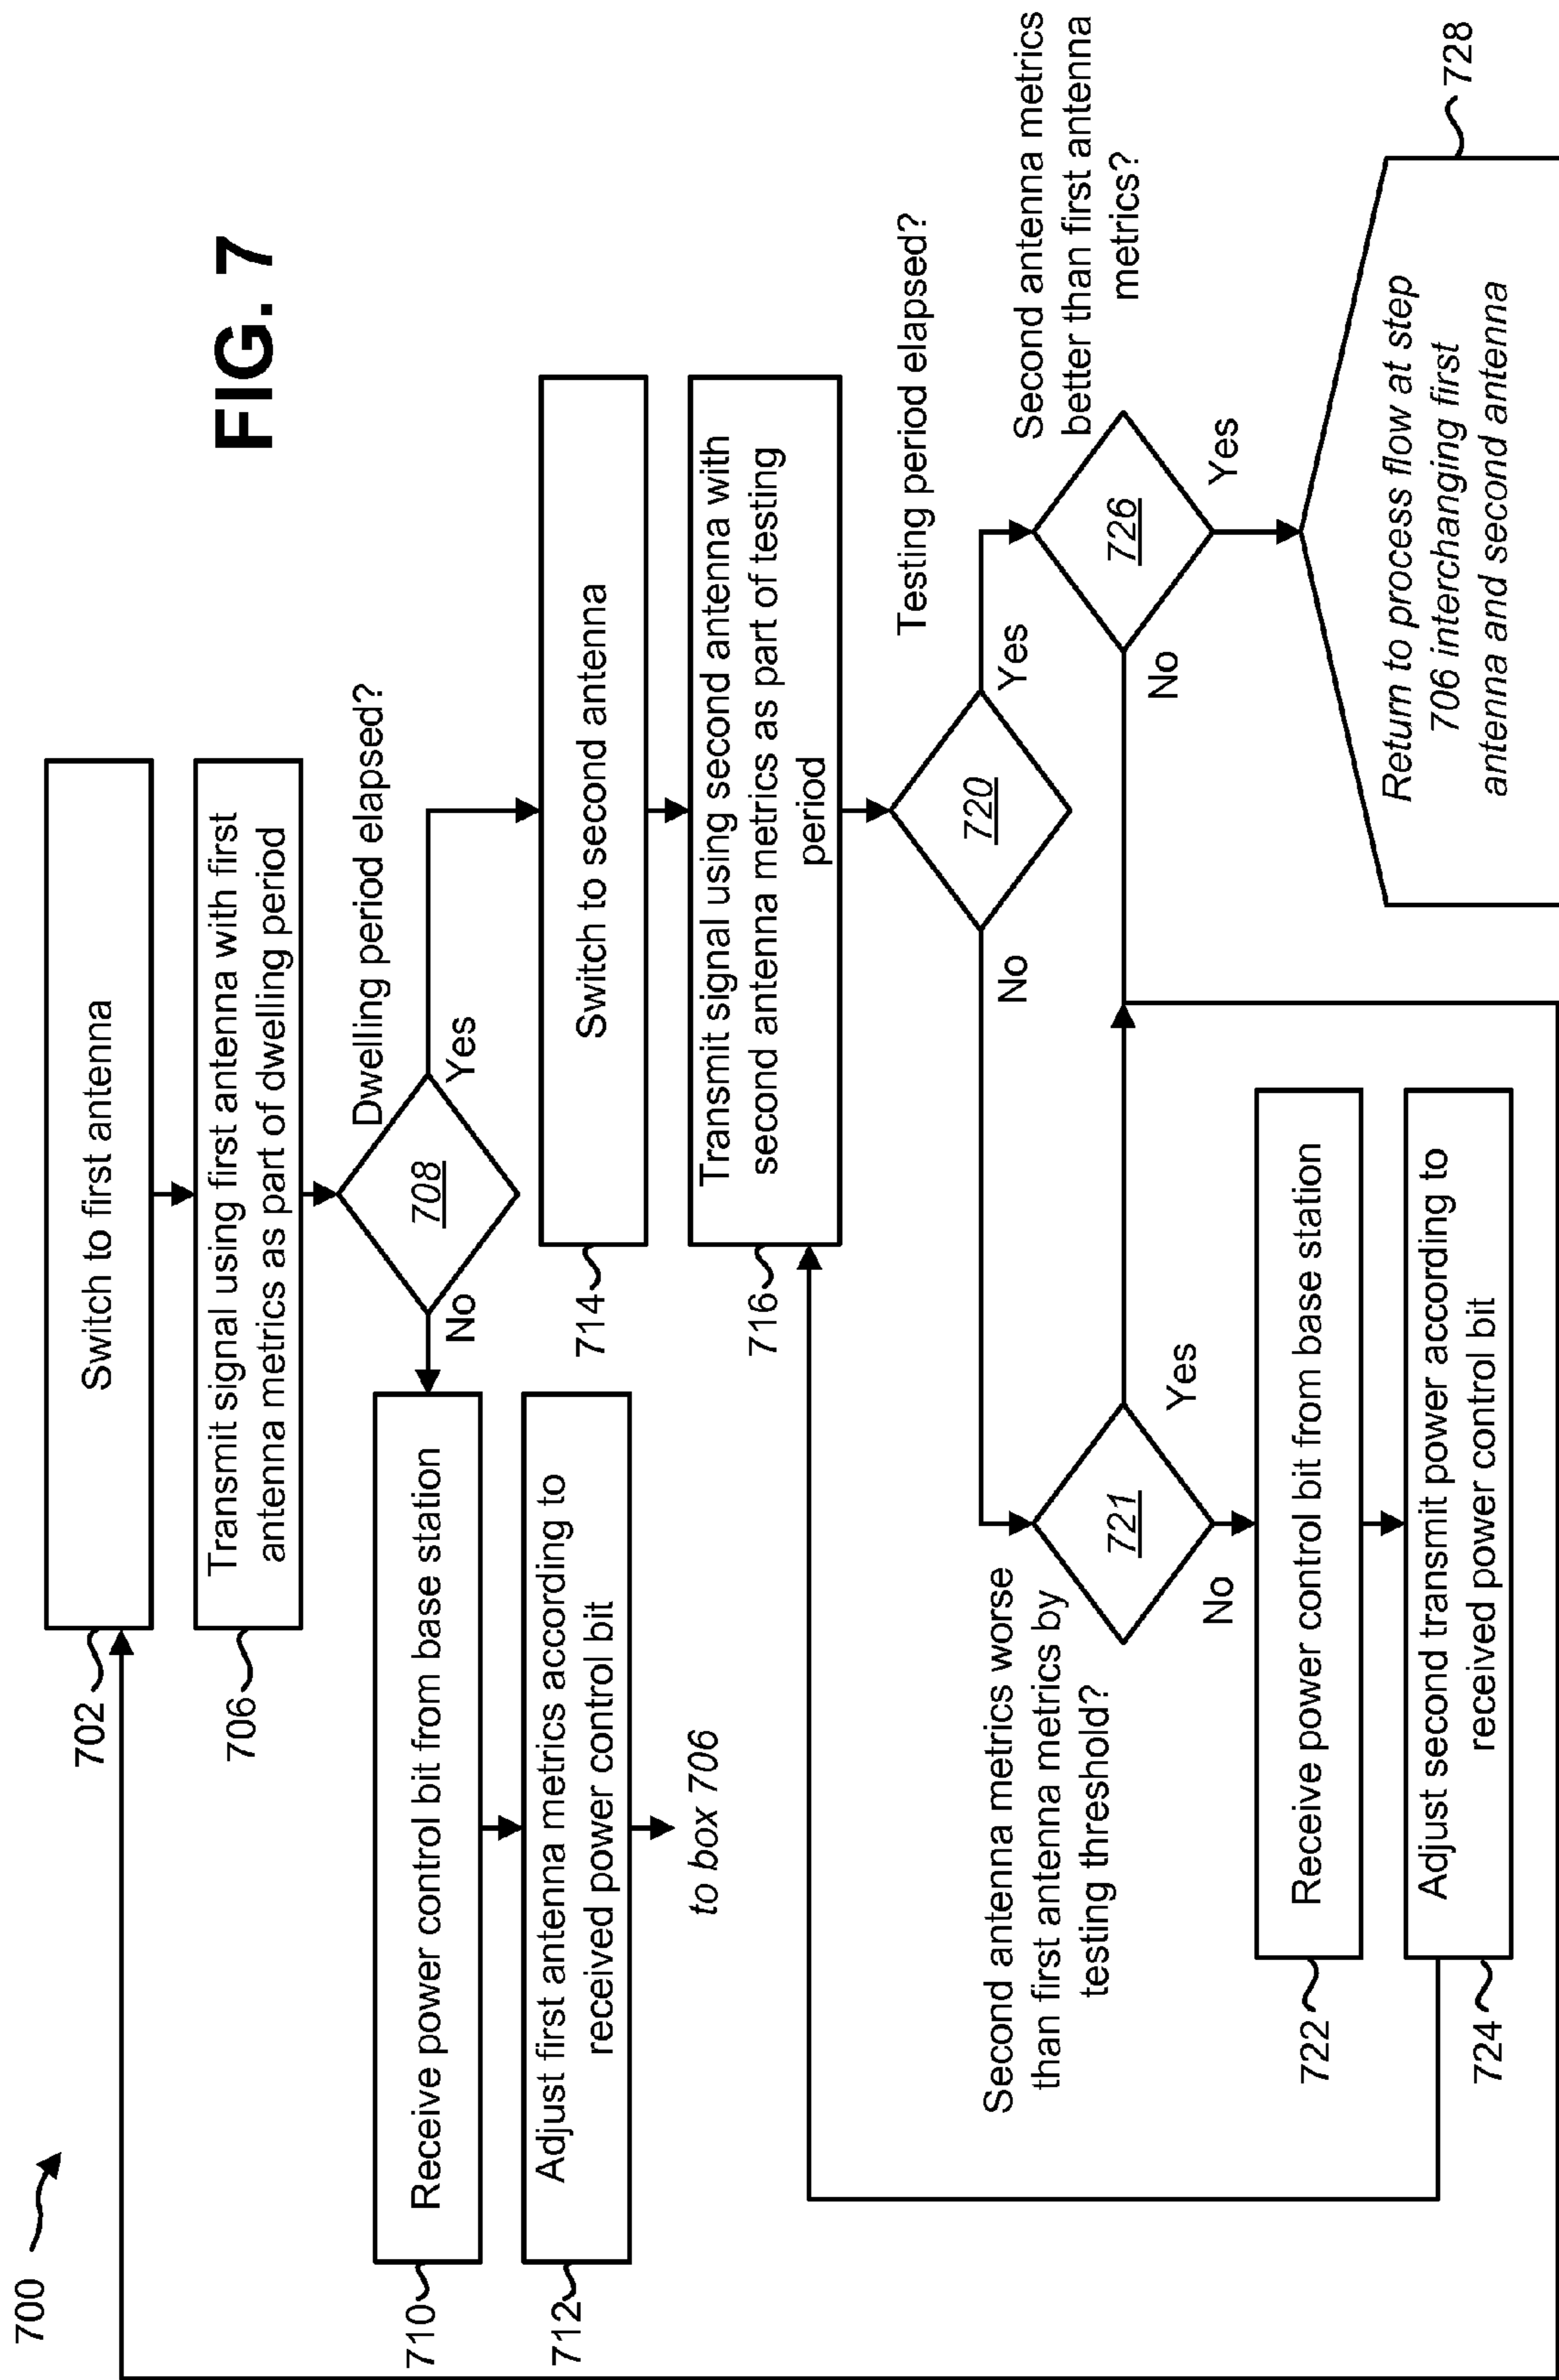 700
FIG. 7
702
Switch to first antenna
706
Transmit signal using first antenna with first
antenna metrics as part of dwelling period
Dwelling period elapsed?
708
No
Yes
710
Receive power control bit from base station
712
Adjust first antenna metrics according to
received power control bit
to box 706
714
Switch to second antenna
716
Transmit signal using second antenna with
second antenna metrics as part of testing
period
Testing period elapsed?
720
No
Yes
Second antenna metrics worse
than first antenna metrics by
testing threshold?
721
Yes
No
722
Receive power control bit from base station
724
Adjust second transmit power according to
received power control bit
Second antenna metrics
better than first antenna
metrics?
726
No
Yes
Return to process flow at step
706 interchanging first
antenna and second antenna
728